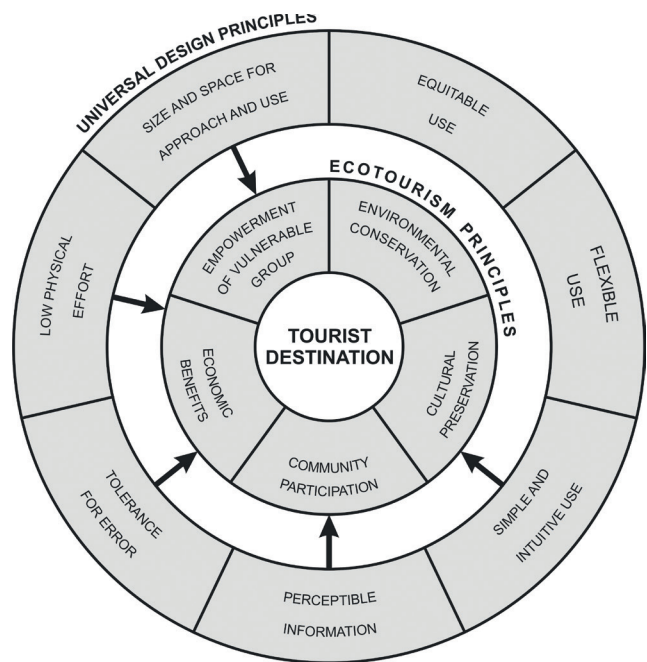 UNIVERSAL DESIGN PRINCIPLES
SIZE AND SPACE FOR
APPROACH AND USE
EQUITABLE
USE
FLEXIBLE
USE
SIMPLE AND
INTUITIVE USE
PERCEPTIBLE
INFORMATION
TOLERANCE
FOR ERROR
LOW PHYSICAL
EFFORT
ECOTOURISM PRINCIPLES
EMPOWERMENT
OF VULNERABLE
GROUP
ENVIRONMENTAL
CONSERVATION
CULTURAL
PRESERVATION
COMMUNITY
PARTICIPATION
ECONOMIC
BENEFITS
TOURIST
DESTINATION